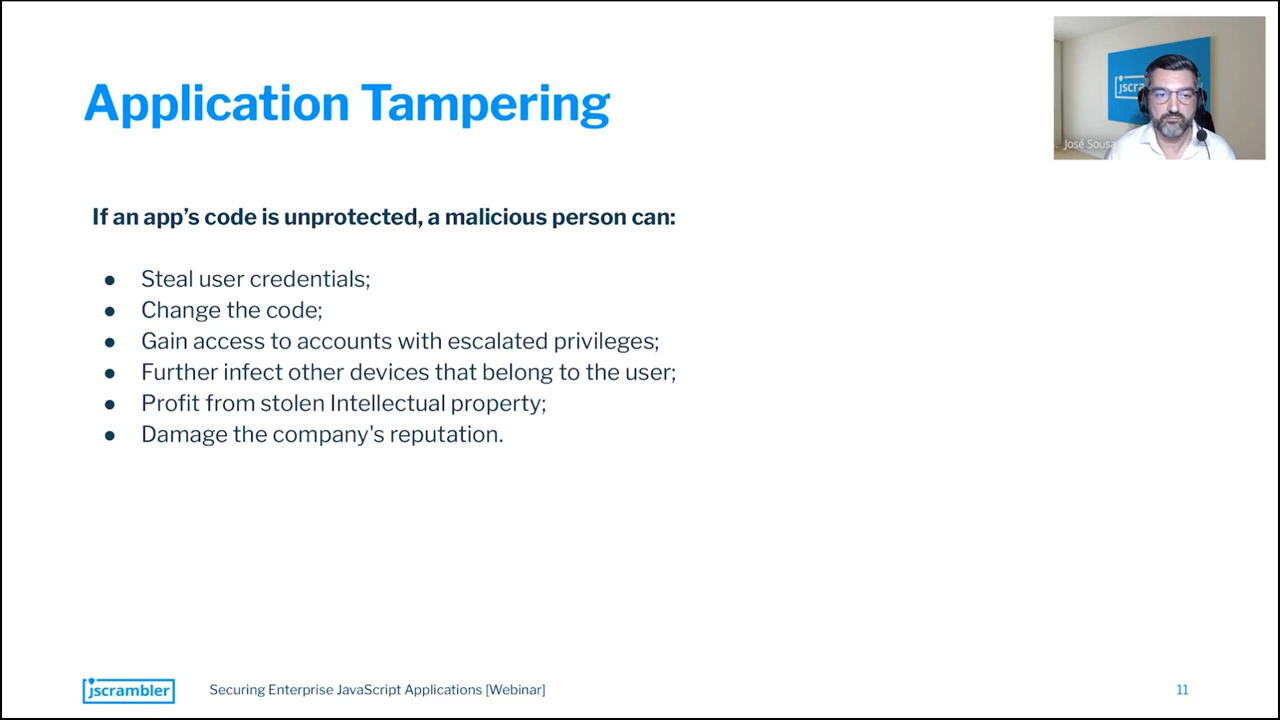 Application Tampering
jscra
José Sousa
If an app’s code is unprotected, a malicious person can:
● Steal user credentials;
● Change the code;
● Gain access to accounts with escalated privileges;
● Further infect other devices that belong to the user;
● Profit from stolen Intellectual property;
● Damage the company's reputation.
jscrambler
Securing Enterprise JavaScript Applications [Webinar]
11